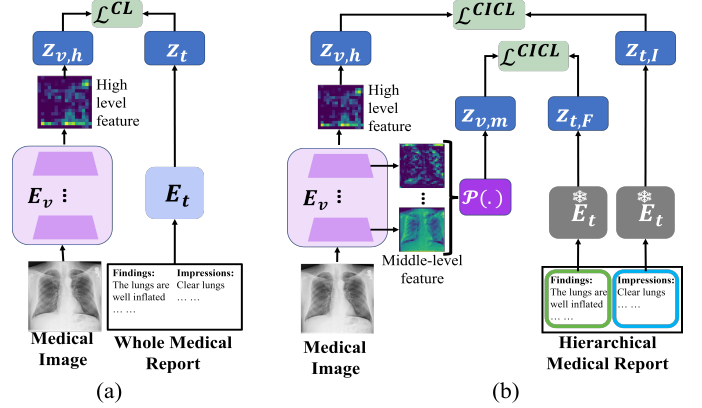 ℒ^CL
z_v,h
z_t
High
level
feature
E_v ⋮
E_t
Findings:
The lungs are
well inflated
… …
Impressions:
Clear lungs
… …
Medical
Image
Whole Medical
Report
(a)
ℒ^CICL
z_v,h
z_t,I
ℒ^CICL
High
level
feature
z_v,m
z_t,F
E_v ⋮
⋮
𝒫(.)
E_t
E_t
Middle-level
feature
Findings:
The lungs are
well inflated
… …
Impressions:
Clear lungs
… …
Medical
Image
Hierarchical
Medical Report
(b)